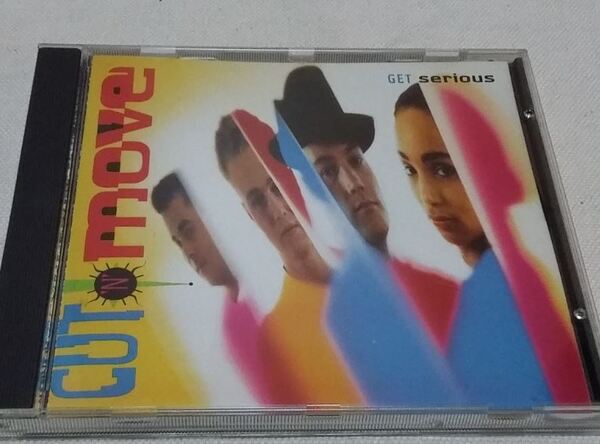 GET serious
CUT 'N' move